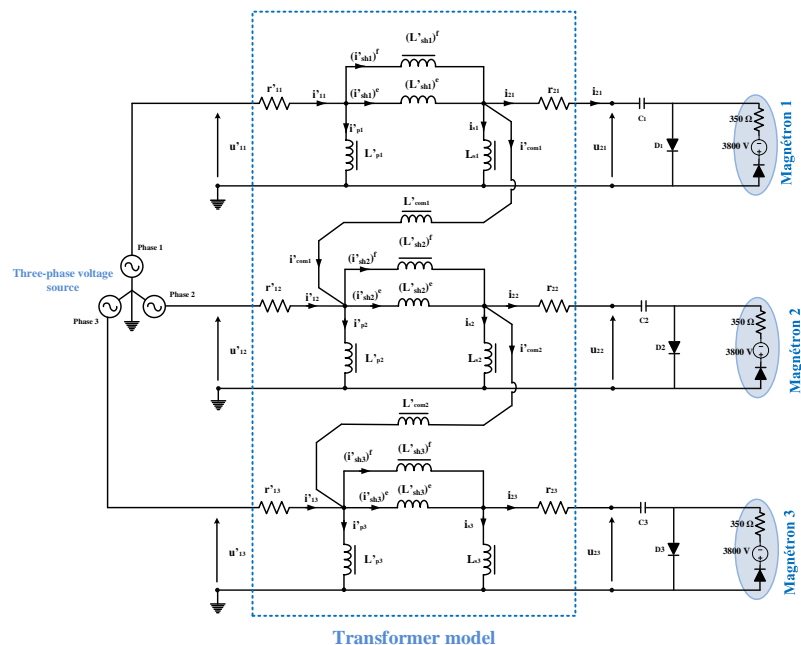 (L'sh1)f
(i'sh1)f
r'11
i'11
(i'sh1)e
(L'sh1)e
i21
r21
i21
C1
350 Ω
3800 V
D1
Magnétron 1
u'11
i'p1
L'p1
is1
Ls1
i'com1
u21
L'com1
i'com1
Phase 1
Three-phase voltage
source
Phase 2
Phase 3
(L'sh2)f
(i'sh2)f
r'12
i'12
(i'sh2)e
(L'sh2)e
i22
r22
C2
350 Ω
3800 V
D2
Magnétron 2
u'12
i'p2
L'p2
is2
Ls2
i'com2
u22
L'com2
(L'sh3)f
(i'sh3)f
r'13
i'13
(i'sh3)e
(L'sh3)e
i23
r23
C3
350 Ω
3800 V
D3
Magnétron 3
u'13
i'p3
L'p3
is3
Ls3
u23
Transformer model